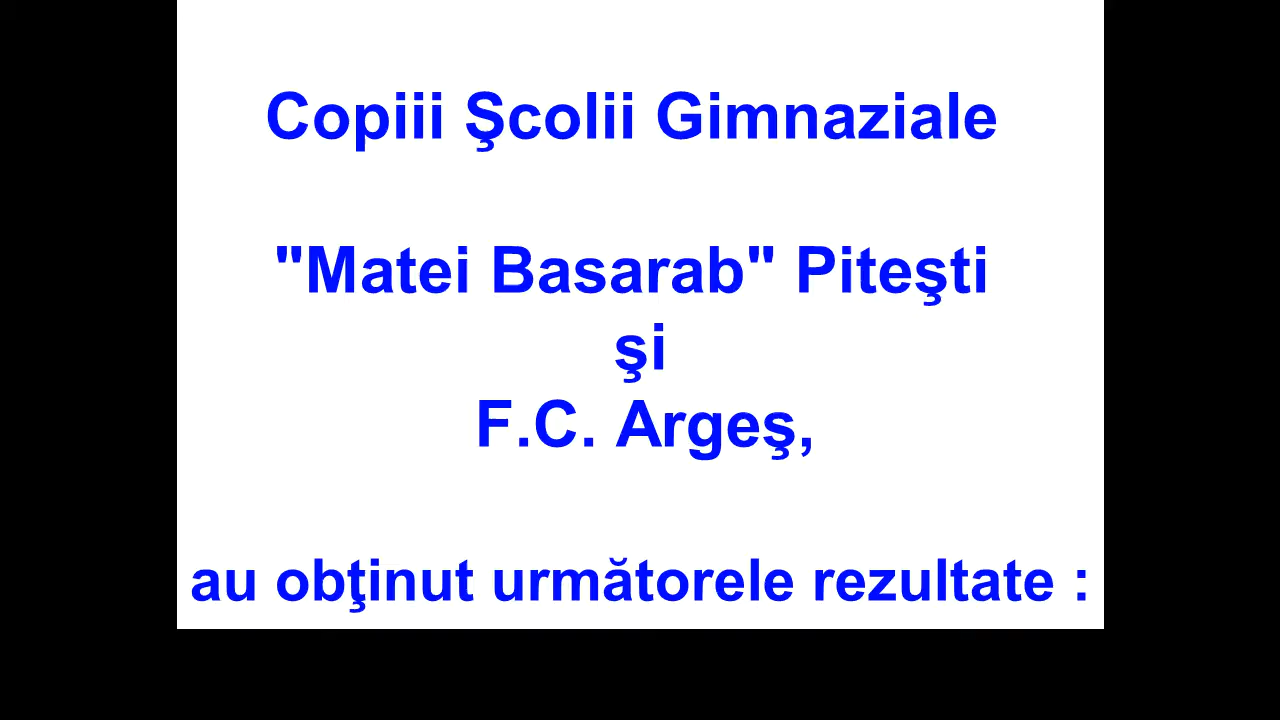 Copiii Şcolii Gimnaziale
"Matei Basarab" Piteşti
şi
F.C. Argeş,
au obţinut următorele rezultate :